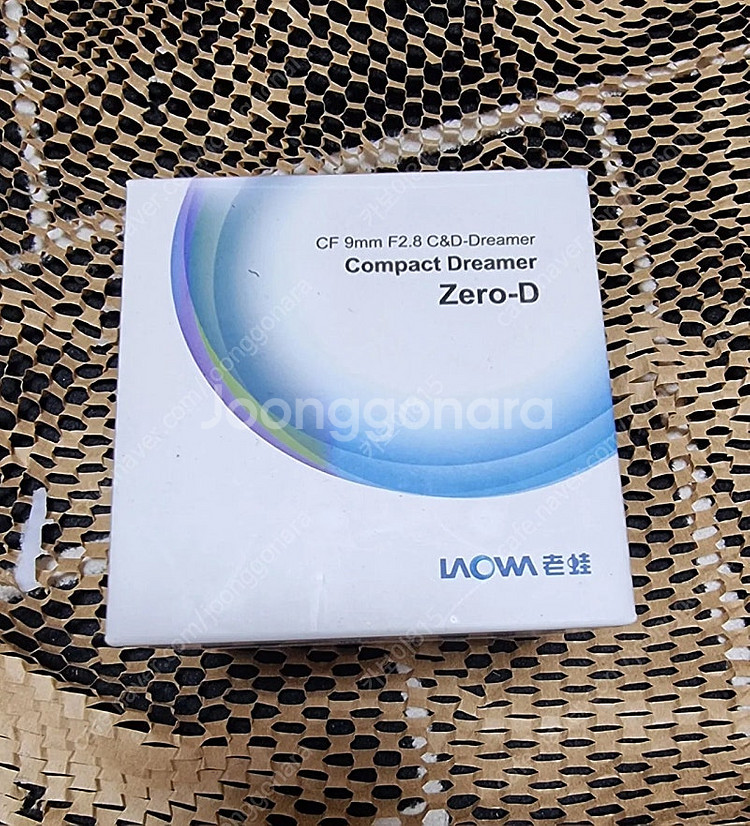 CF 9mm F2.8 C&D-Dreamer
Compact Dreamer
Zero-D
Joonggonara
LAOWA 老蛙